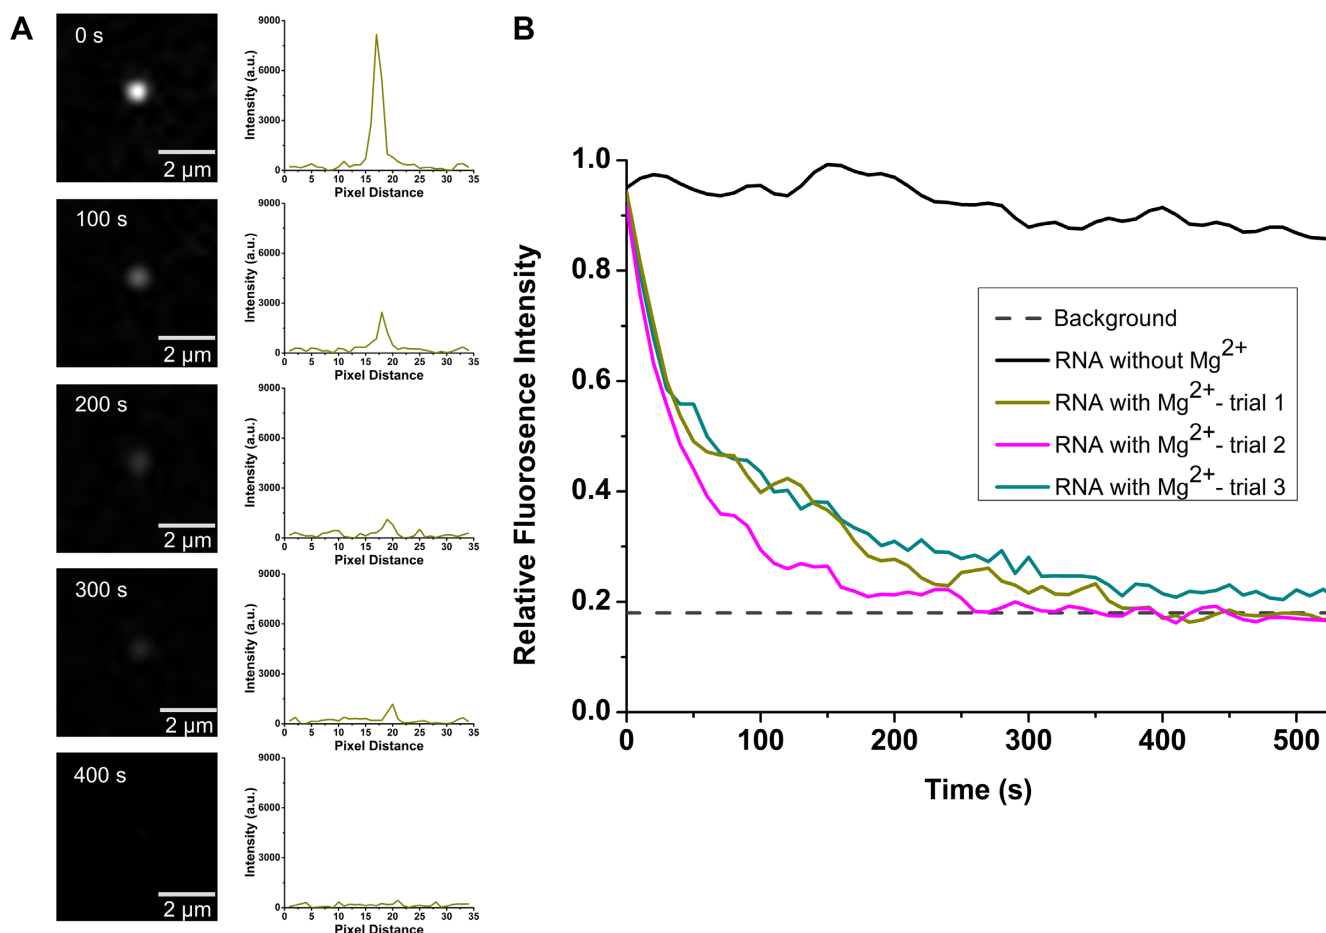 A
0 s
2 µm
Intensity (a.u.)
9000
6000
3000
0
0 5 10 15 20 25 30 35
Pixel Distance
100 s
2 µm
Intensity (a.u.)
9000
6000
3000
0
0 5 10 15 20 25 30 35
Pixel Distance
200 s
2 µm
Intensity (a.u.)
9000
6000
3000
0
0 5 10 15 20 25 30 35
Pixel Distance
300 s
2 µm
Intensity (a.u.)
9000
6000
3000
0
0 5 10 15 20 25 30 35
Pixel Distance
400 s
2 µm
Intensity (a.u.)
9000
6000
3000
0
0 5 10 15 20 25 30 35
Pixel Distance
B
Relative Fluorosence Intensity
1.0
0.8
0.6
0.4
0.2
0.0
0 100 200 300 400 500
Time (s)
Background
RNA without Mg2+
RNA with Mg2+- trial 1
RNA with Mg2+- trial 2
RNA with Mg2+- trial 3